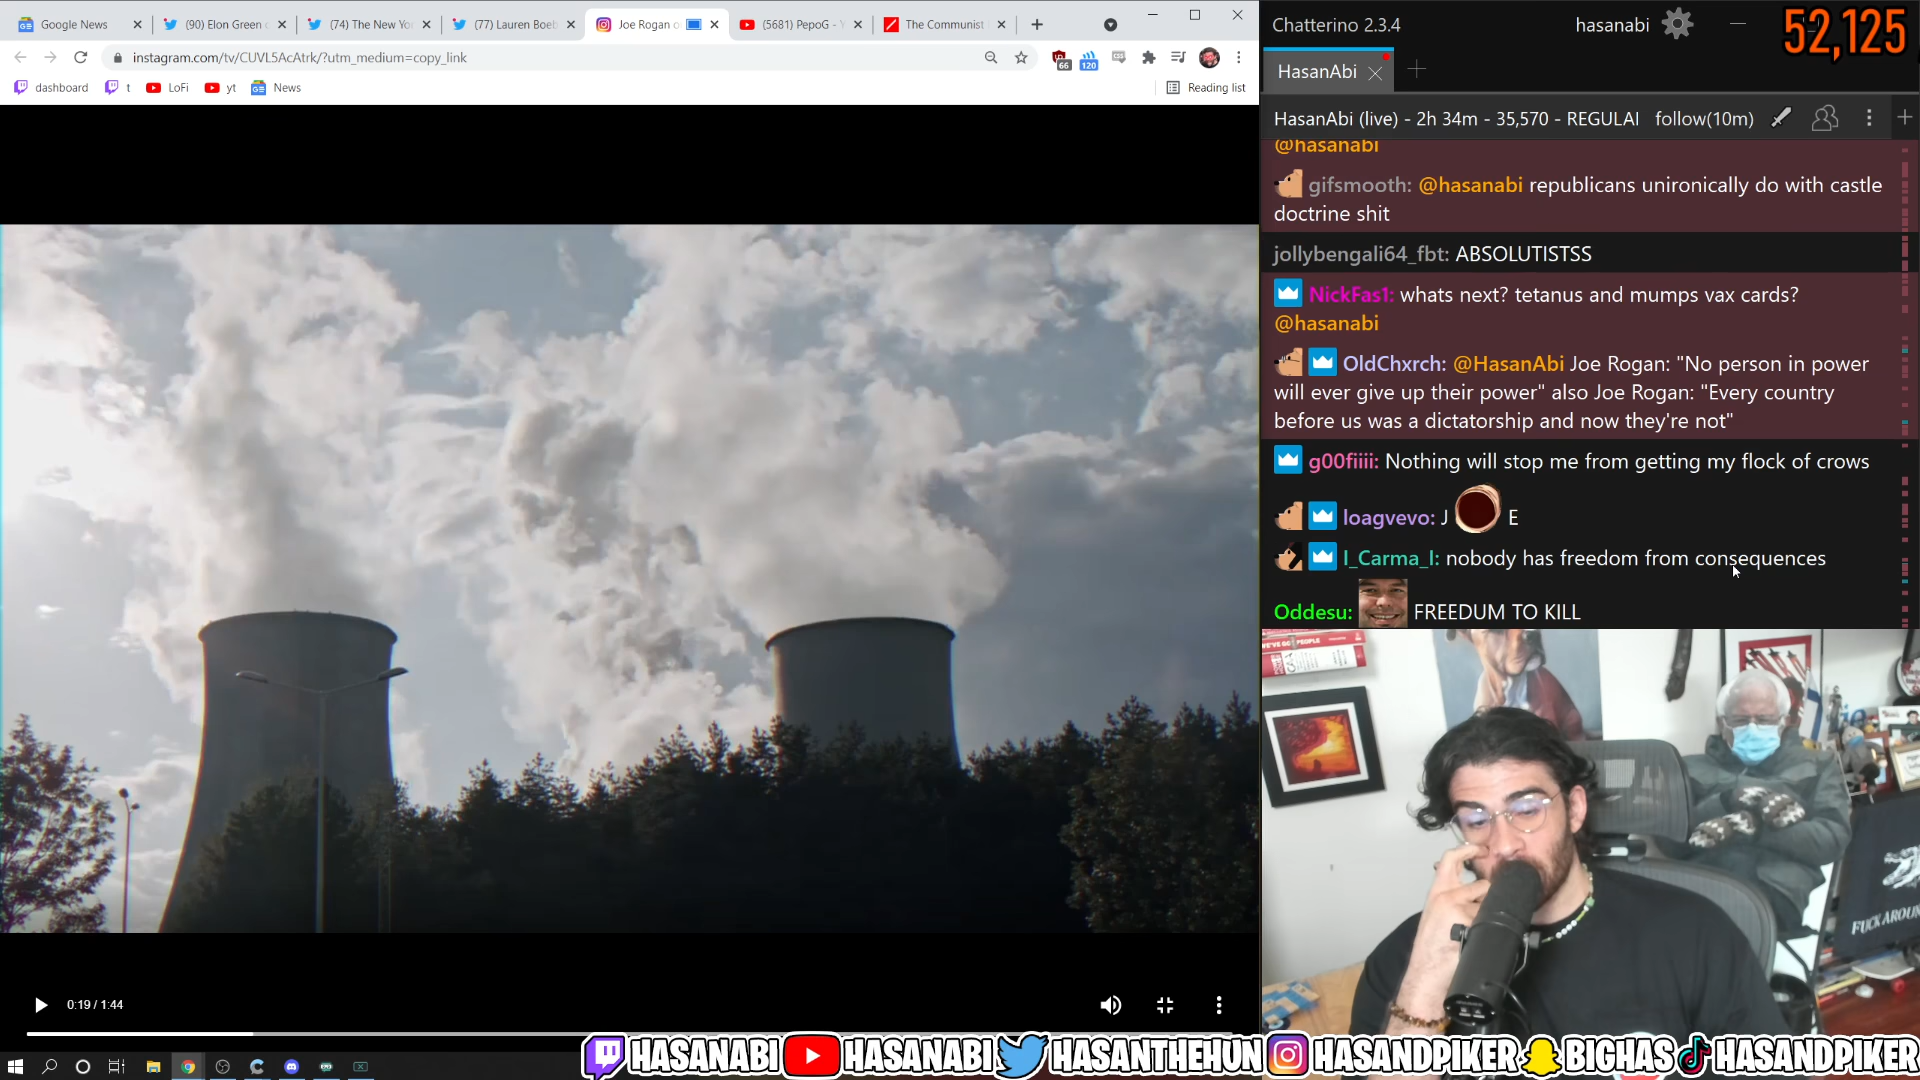 Google News
(90) Elon Green
(74) The New Yo
(77) Lauren Boeb
Joe Rogan o
(5681) PepoG - Y
The Communist
instagram.com/tv/CUVL5AcAtrk/?utm_medium=copy_link
66
120
dashboard
t
LoFi
yt
News
Reading list
0:19 / 1:44
Chatterino 2.3.4
hasanabi
52,125
HasanAbi
HasanAbi (live) - 2h 34m - 35,570 - REGULAI
follow(10m)
@hasanabi
gifsmooth: @hasanabi republicans unironically do with castle
doctrine shit
jollybengali64_fbt: ABSOLUTISTSS
NickFas1: whats next? tetanus and mumps vax cards?
@hasanabi
OldChxrch: @HasanAbi Joe Rogan: "No person in power
will ever give up their power" also Joe Rogan: "Every country
before us was a dictatorship and now they're not"
g00fiiii: Nothing will stop me from getting my flock of crows
loagvevo: J E
I_Carma_I: nobody has freedom from consequences
Oddesu: FREEDUM TO KILL
FUCK AROUN
HASANABI HASANABI HASANTHEHUN HASANDPIKER BIGHAS HASANDPIKER